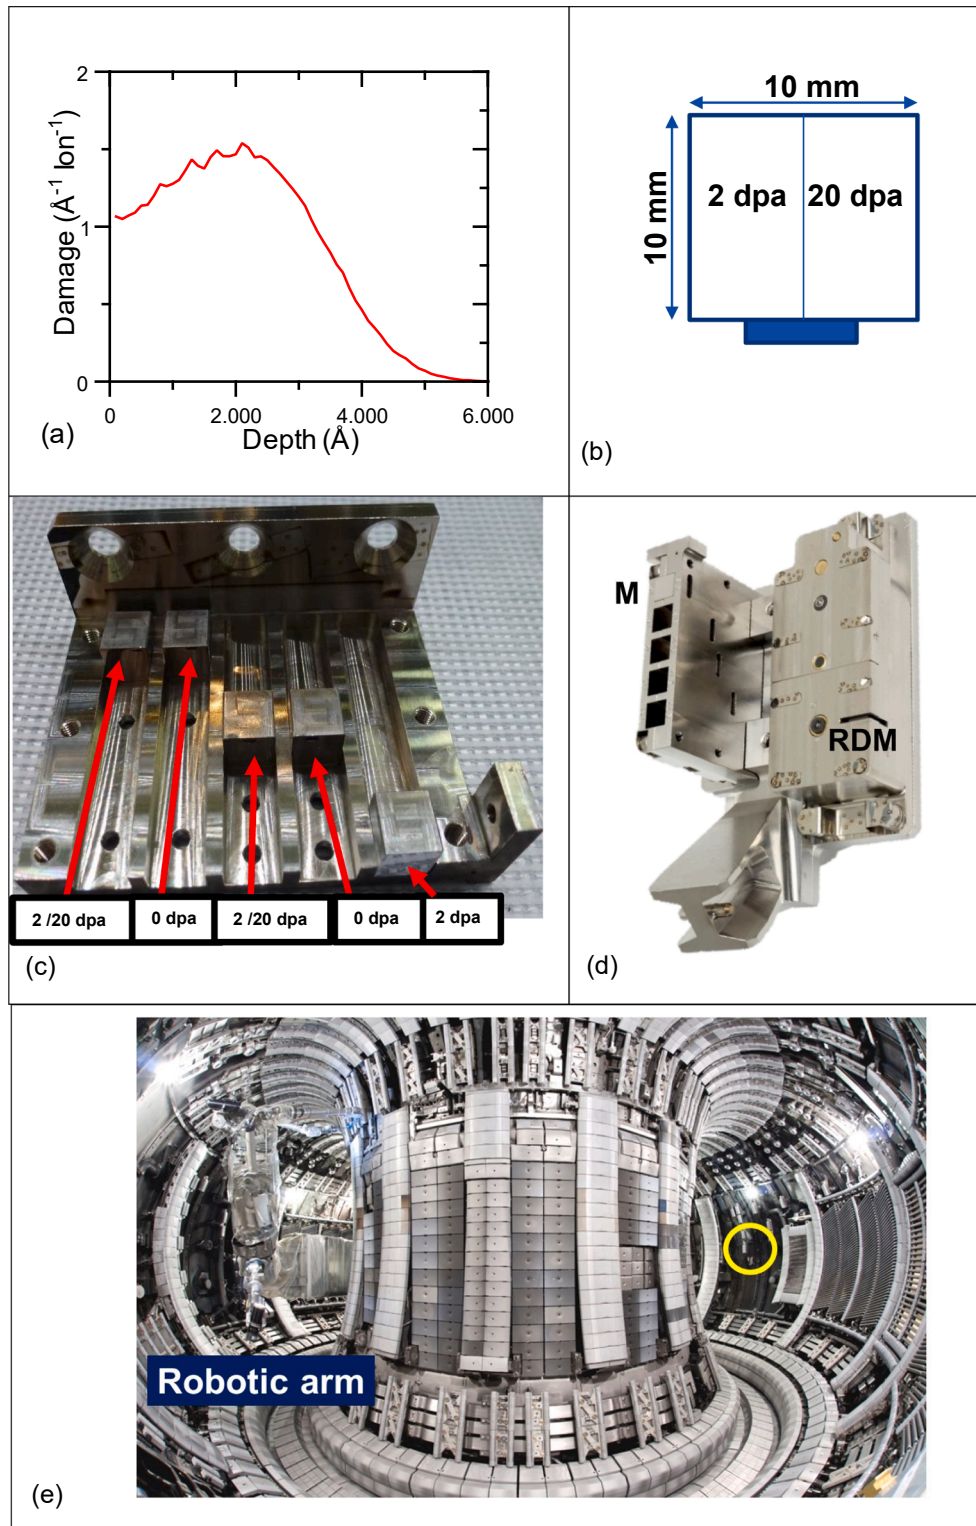 2
1
0
Damage (Å⁻¹ Ion⁻¹)
0 2.000 4.000 6.000
Depth (Å)
(a)
10 mm
10 mm
2 dpa 20 dpa
(b)
2 /20 dpa 0 dpa 2 /20 dpa 0 dpa 2 dpa
(c)
M
RDM
(d)
Robotic arm
(e)